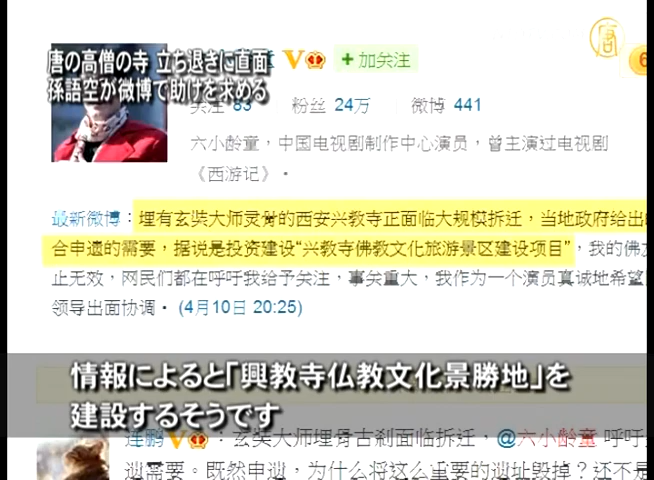 唐の高僧の寺 立ち退きに直面
孫悟空が微博で助けを求める
V
+加关注
唐
关注 83 粉丝 24万 微博 441
六小龄童，中国电视剧制作中心演员，曾主演过电视剧
《西游记》。
最新微博：埋有玄奘大师灵骨的西安兴教寺正面临大规模拆迁，当地政府给出的
合申遗的需要，据说是投资建设“兴教寺佛教文化旅游景区建设项目”，我的佛友
止无效，网民们都在呼吁我给予关注，事关重大，我作为一个演员真诚地希望
领导出面协调。 (4月10日 20:25)
情報によると「興教寺仏教文化景勝地」を
建設するそうです
连鹏V：玄奘大师埋骨古刹面临拆迁，@六小龄童 呼吁
遗需要。既然申遗，为什么将这么重要的遗址毁掉？还不是